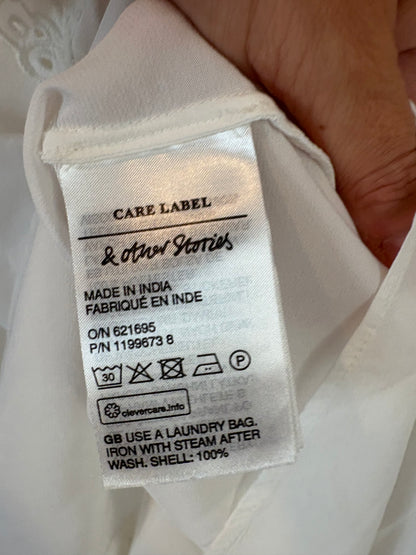 CARE LABEL
& other Stories
MADE IN INDIA
FABRIQUÉ EN INDE
O/N 621695
P/N 1199673 8
30 P
clevercare.info
GB USE A LAUNDRY BAG.
IRON WITH STEAM AFTER
WASH. SHELL: 100%